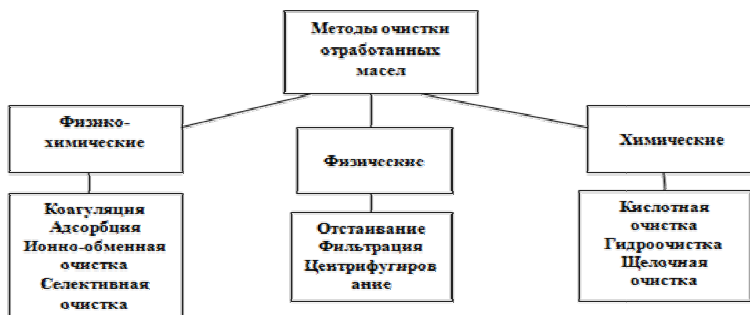 Методы очистки
отработанных
масел
Физико-
химические
Физические
Химические
Коагуляция
Адсорбция
Ионно-обменная
очистка
Селективная
очистка
Отстаивание
Фильтрация
Центрифугиров
ание
Кислотная
очистка
Гидроочистка
Щелочная
очистка